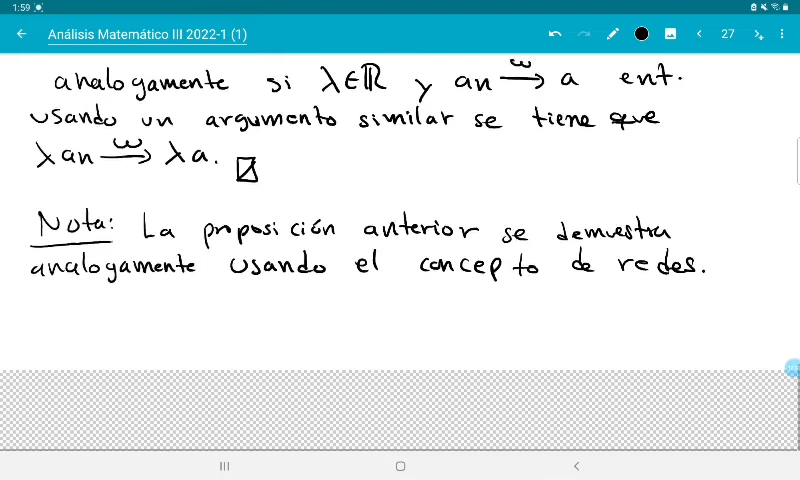 1:59
Análisis Matemático III 2022-1 (1)
27
analogamente si λ∈ℝ y an →ω a ent.
usando un argumento similar se tiene que
λan →ω λa.
Nota: La proposición anterior se demuestra
analogamente usando el concepto de redes.